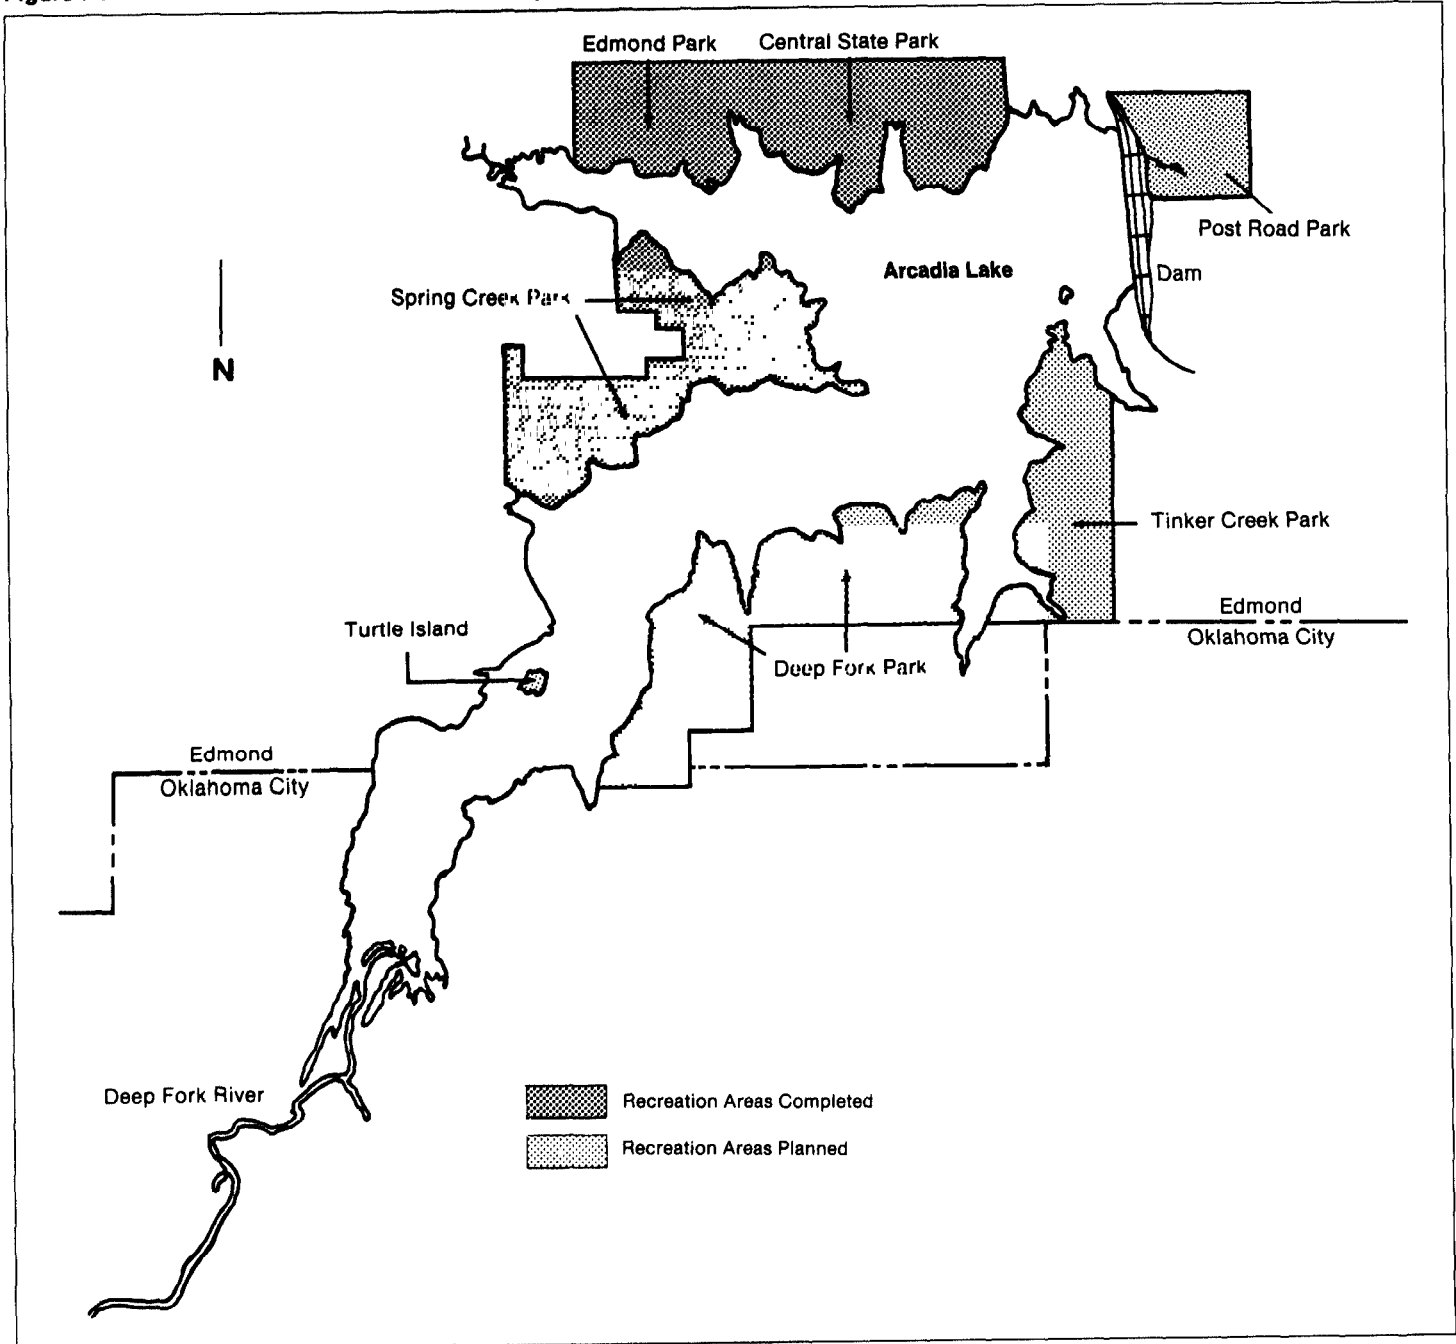 Edmond Park
Central State Park
Post Road Park
Arcadia Lake
Dam
Spring Creek Park
N
Tinker Creek Park
Edmond
Oklahoma City
Turtle Island
Deep Fork Park
Edmond
Oklahoma City
Deep Fork River
Recreation Areas Completed
Recreation Areas Planned